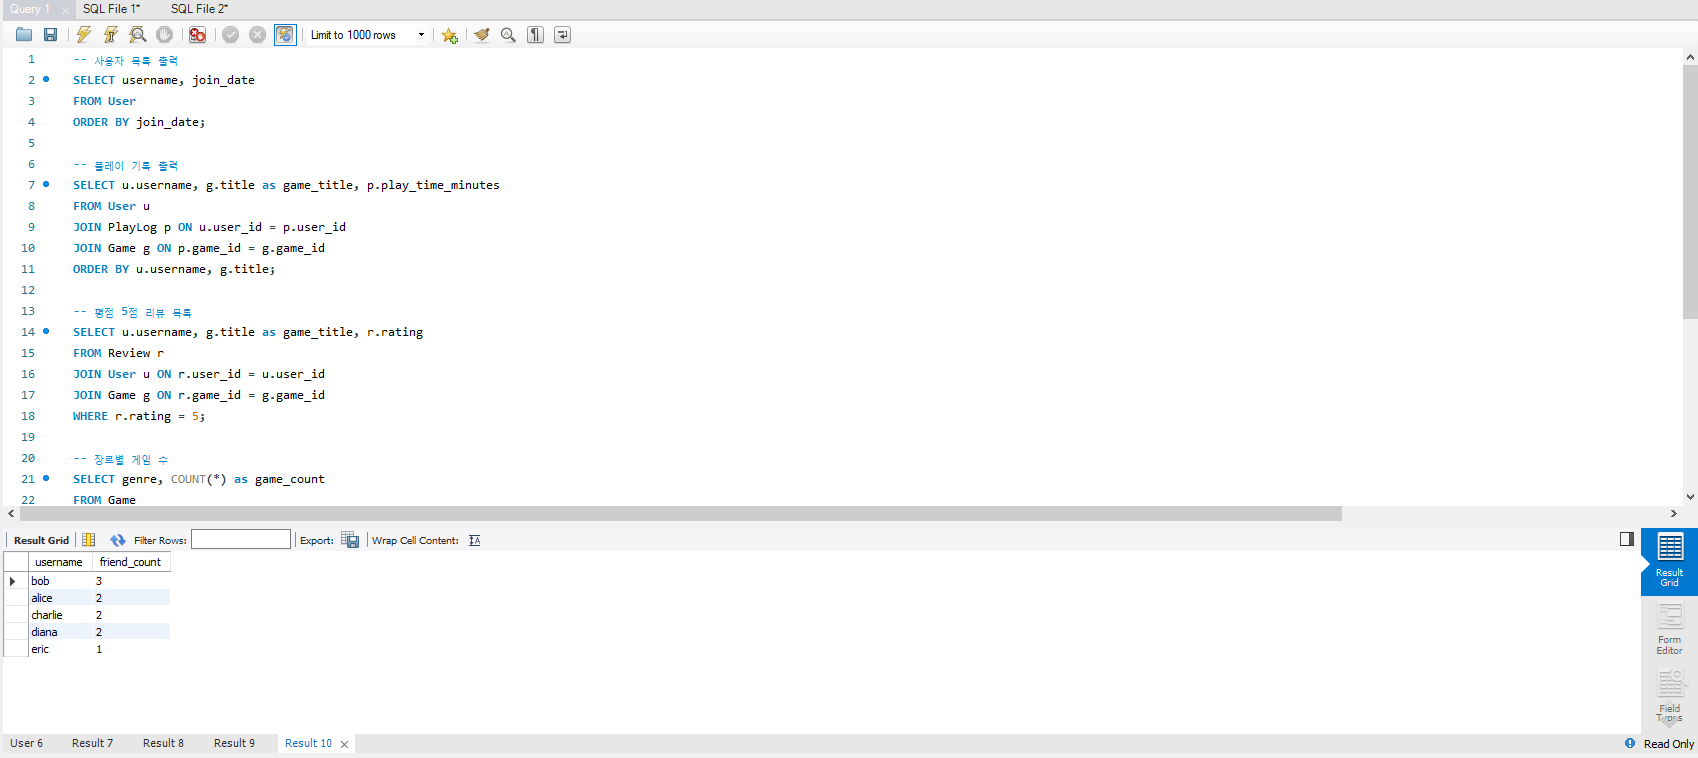 Query 1
SQL File 1*
SQL File 2*
Limit to 1000 rows
1 -- 사용자 목록 출력
2 SELECT username, join_date
3 FROM User
4 ORDER BY join_date;
5
6 -- 플레이 기록 출력
7 SELECT u.username, g.title as game_title, p.play_time_minutes
8 FROM User u
9 JOIN PlayLog p ON u.user_id = p.user_id
10 JOIN Game g ON p.game_id = g.game_id
11 ORDER BY u.username, g.title;
12
13 -- 평점 5점 리뷰 목록
14 SELECT u.username, g.title as game_title, r.rating
15 FROM Review r
16 JOIN User u ON r.user_id = u.user_id
17 JOIN Game g ON r.game_id = g.game_id
18 WHERE r.rating = 5;
19
20 -- 장르별 게임 수
21 SELECT genre, COUNT(*) as game_count
22 FROM Game
Result Grid Filter Rows: Export: Wrap Cell Content:
username friend_count
bob 3
alice 2
charlie 2
diana 2
eric 1
Result
Grid
Form
Editor
Field
Types
User 6 Result 7 Result 8 Result 9 Result 10
Read Only